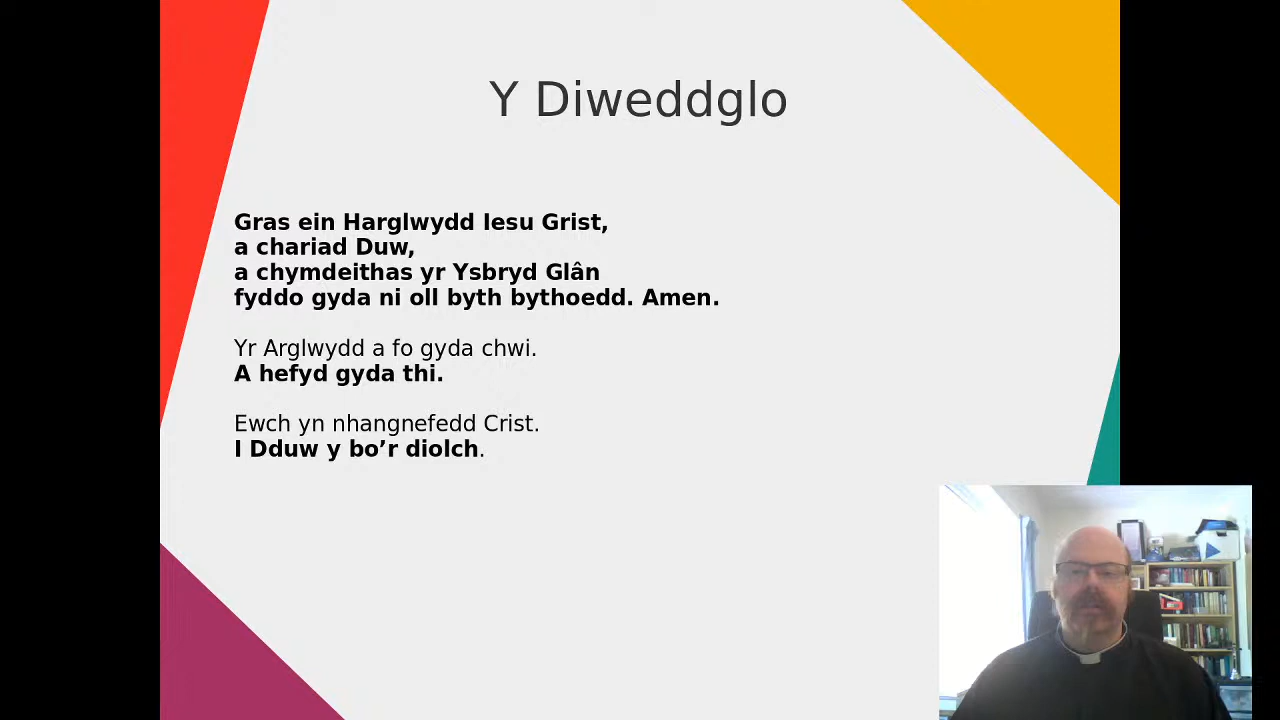 Y Diweddglo
Gras ein Harglwydd Iesu Grist,
a chariad Duw,
a chymdeithas yr Ysbryd Glân
fyddo gyda ni oll byth bythoedd. Amen.
Yr Arglwydd a fo gyda chwi.
A hefyd gyda thi.
Ewch yn nhangnefedd Crist.
I Dduw y bo’r diolch.